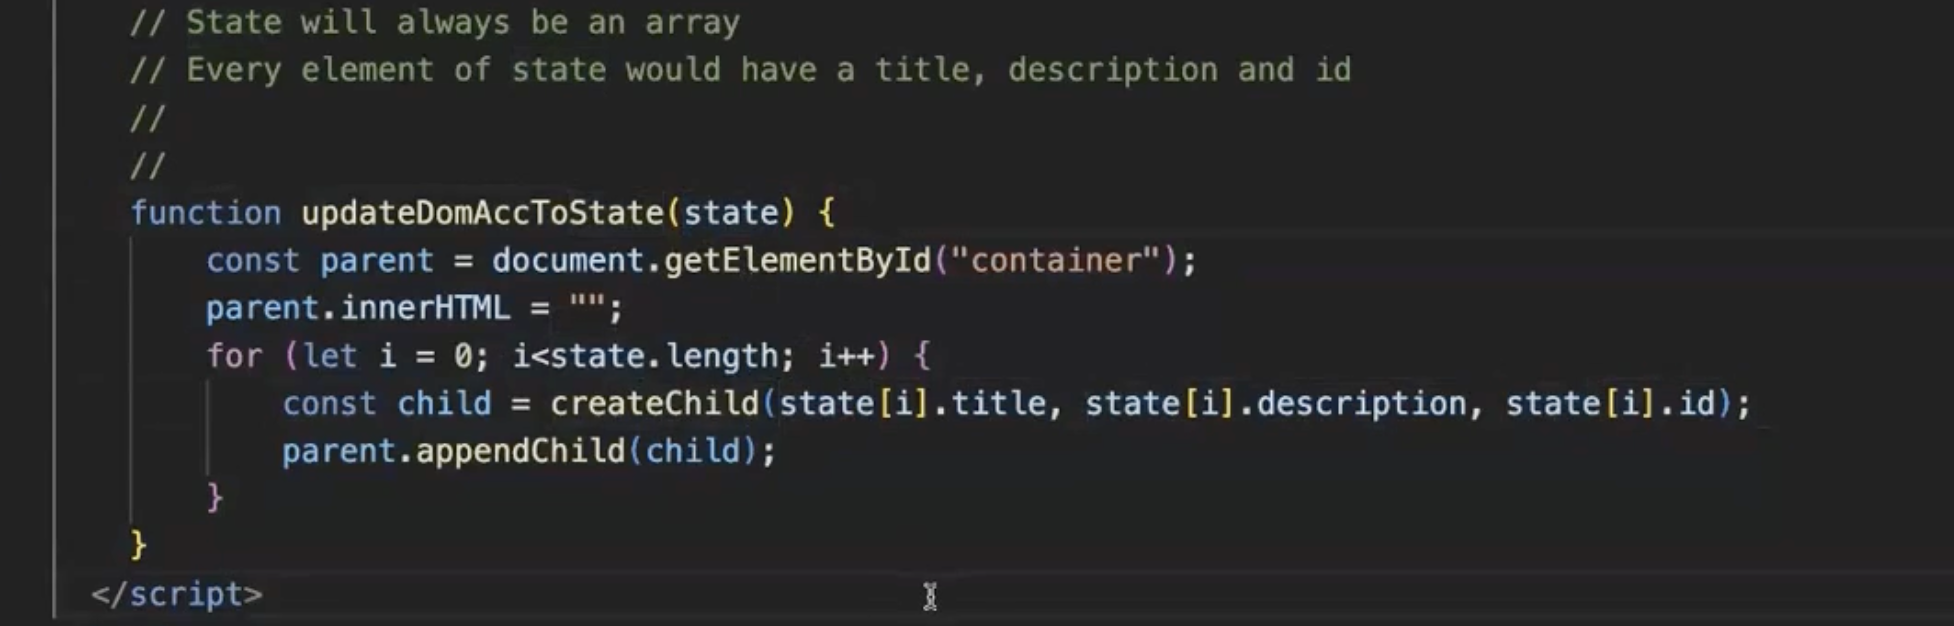 // State will always be an array
// Every element of state would have a title, description and id
//
//
function updateDomAccToState(state) {
const parent = document.getElementById("container");
parent.innerHTML = "";
for (let i = 0; i<state.length; i++) {
const child = createChild(state[i].title, state[i].description, state[i].id);
parent.appendChild(child);
}
}
</script>